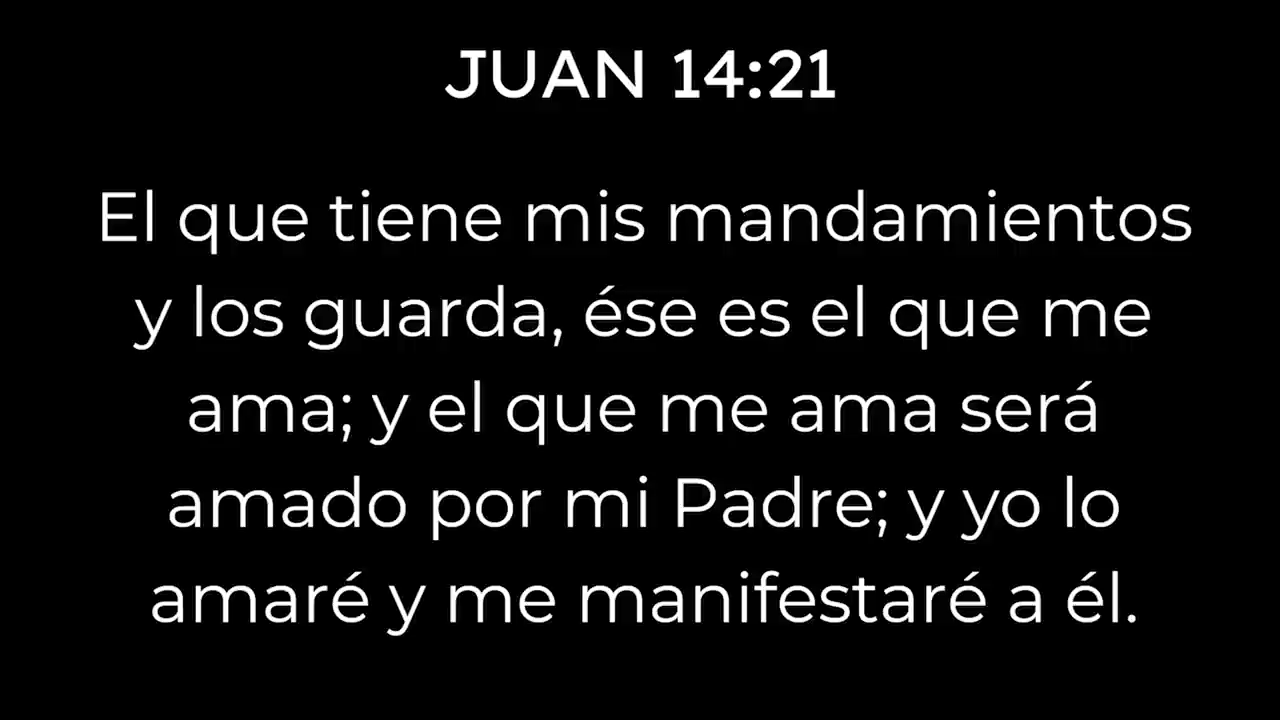 JUAN 14:21
El que tiene mis mandamientos
y los guarda, ése es el que me
ama; y el que me ama será
amado por mi Padre; y yo lo
amaré y me manifestaré a él.